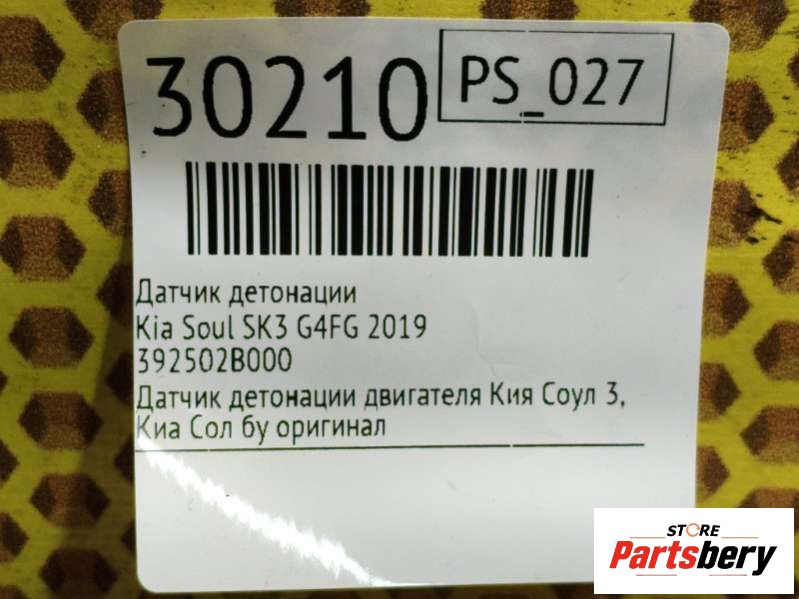 30210
PS_027
Датчик детонации
Kia Soul SK3 G4FG 2019
392502B000
Датчик детонации двигателя Кия Соул 3,
Киа Сол бу оригинал
STORE
Partsbery